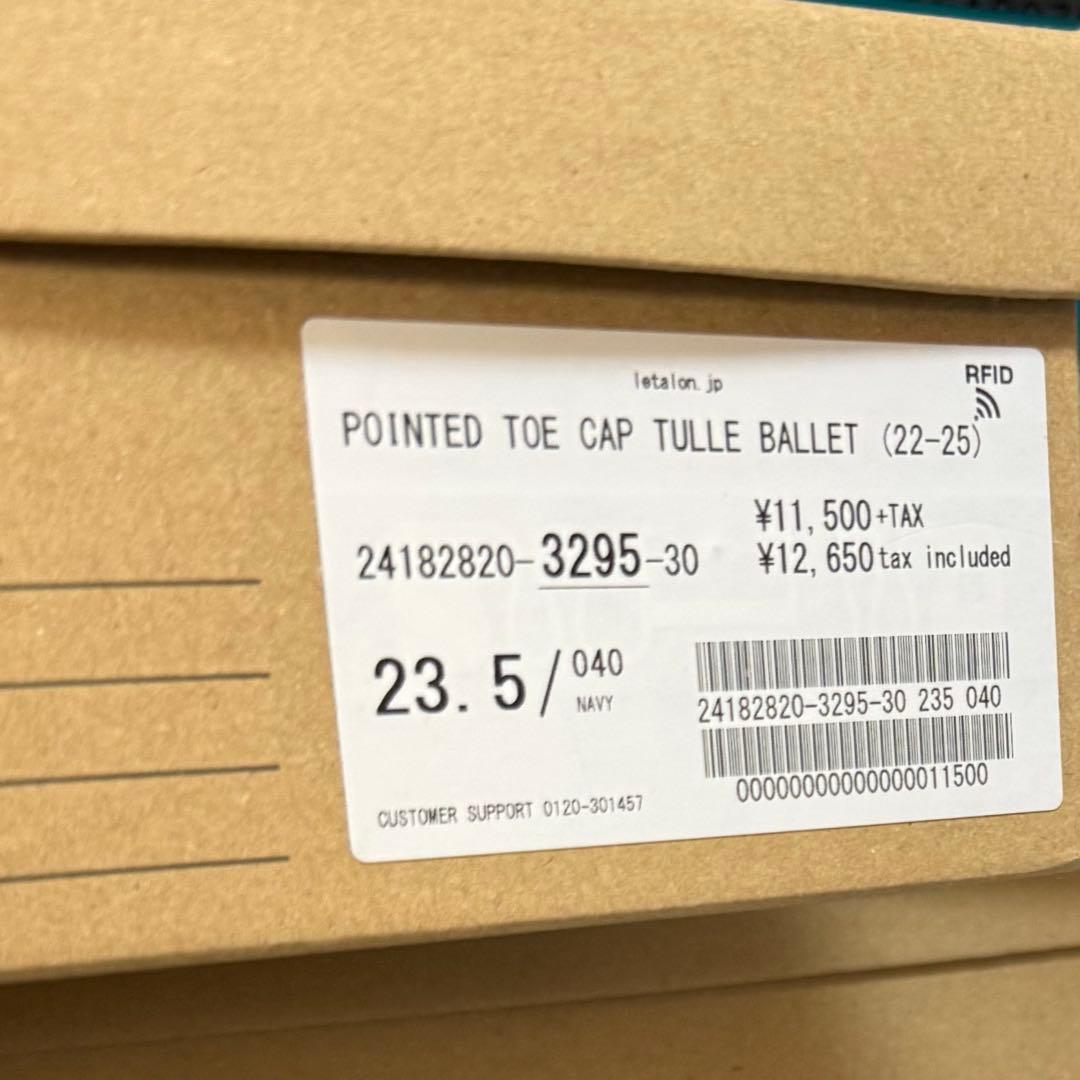 letalon.jp
RFID
POINTED TOE CAP TULLE BALLET (22-25)
¥11,500+TAX
24182820-3295-30
¥12,650tax included
23.5/040
NAVY
24182820-3295-30 235 040
00000000000000011500
CUSTOMER SUPPORT 0120-301457